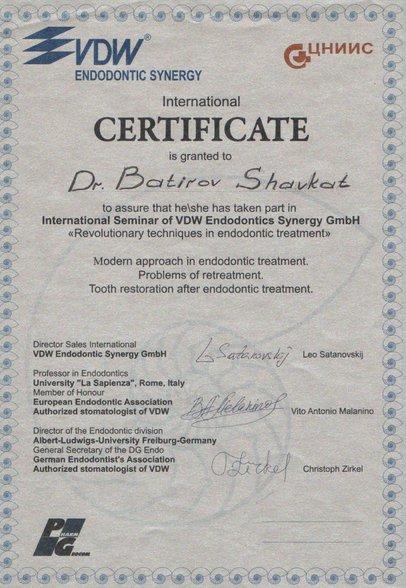 VDW®
ENDODONTIC SYNERGY
ЦНИИС
International
CERTIFICATE
is granted to
Dr. Batirov Shavkat
to assure that he\she has taken part in
International Seminar of VDW Endodontics Synergy GmbH
«Revolutionary techniques in endodontic treatment»
Modern approach in endodontic treatment.
Problems of retreatment.
Tooth restoration after endodontic treatment.
Director Sales International
VDW Endodontic Synergy GmbH
L Satanovskij
Leo Satanovskij
Professor in Endodontics
University "La Sapienza", Rome, Italy
Member of Honour
European Endodontic Association
Authorized stomatologist of VDW
Vito Antonio Malanino
Director of the Endodontic division
Albert-Ludwigs-University Freiburg-Germany
General Secretary of the DG Endo
German Endodontist's Association
Authorized stomatologist of VDW
Zirkel
Christoph Zirkel